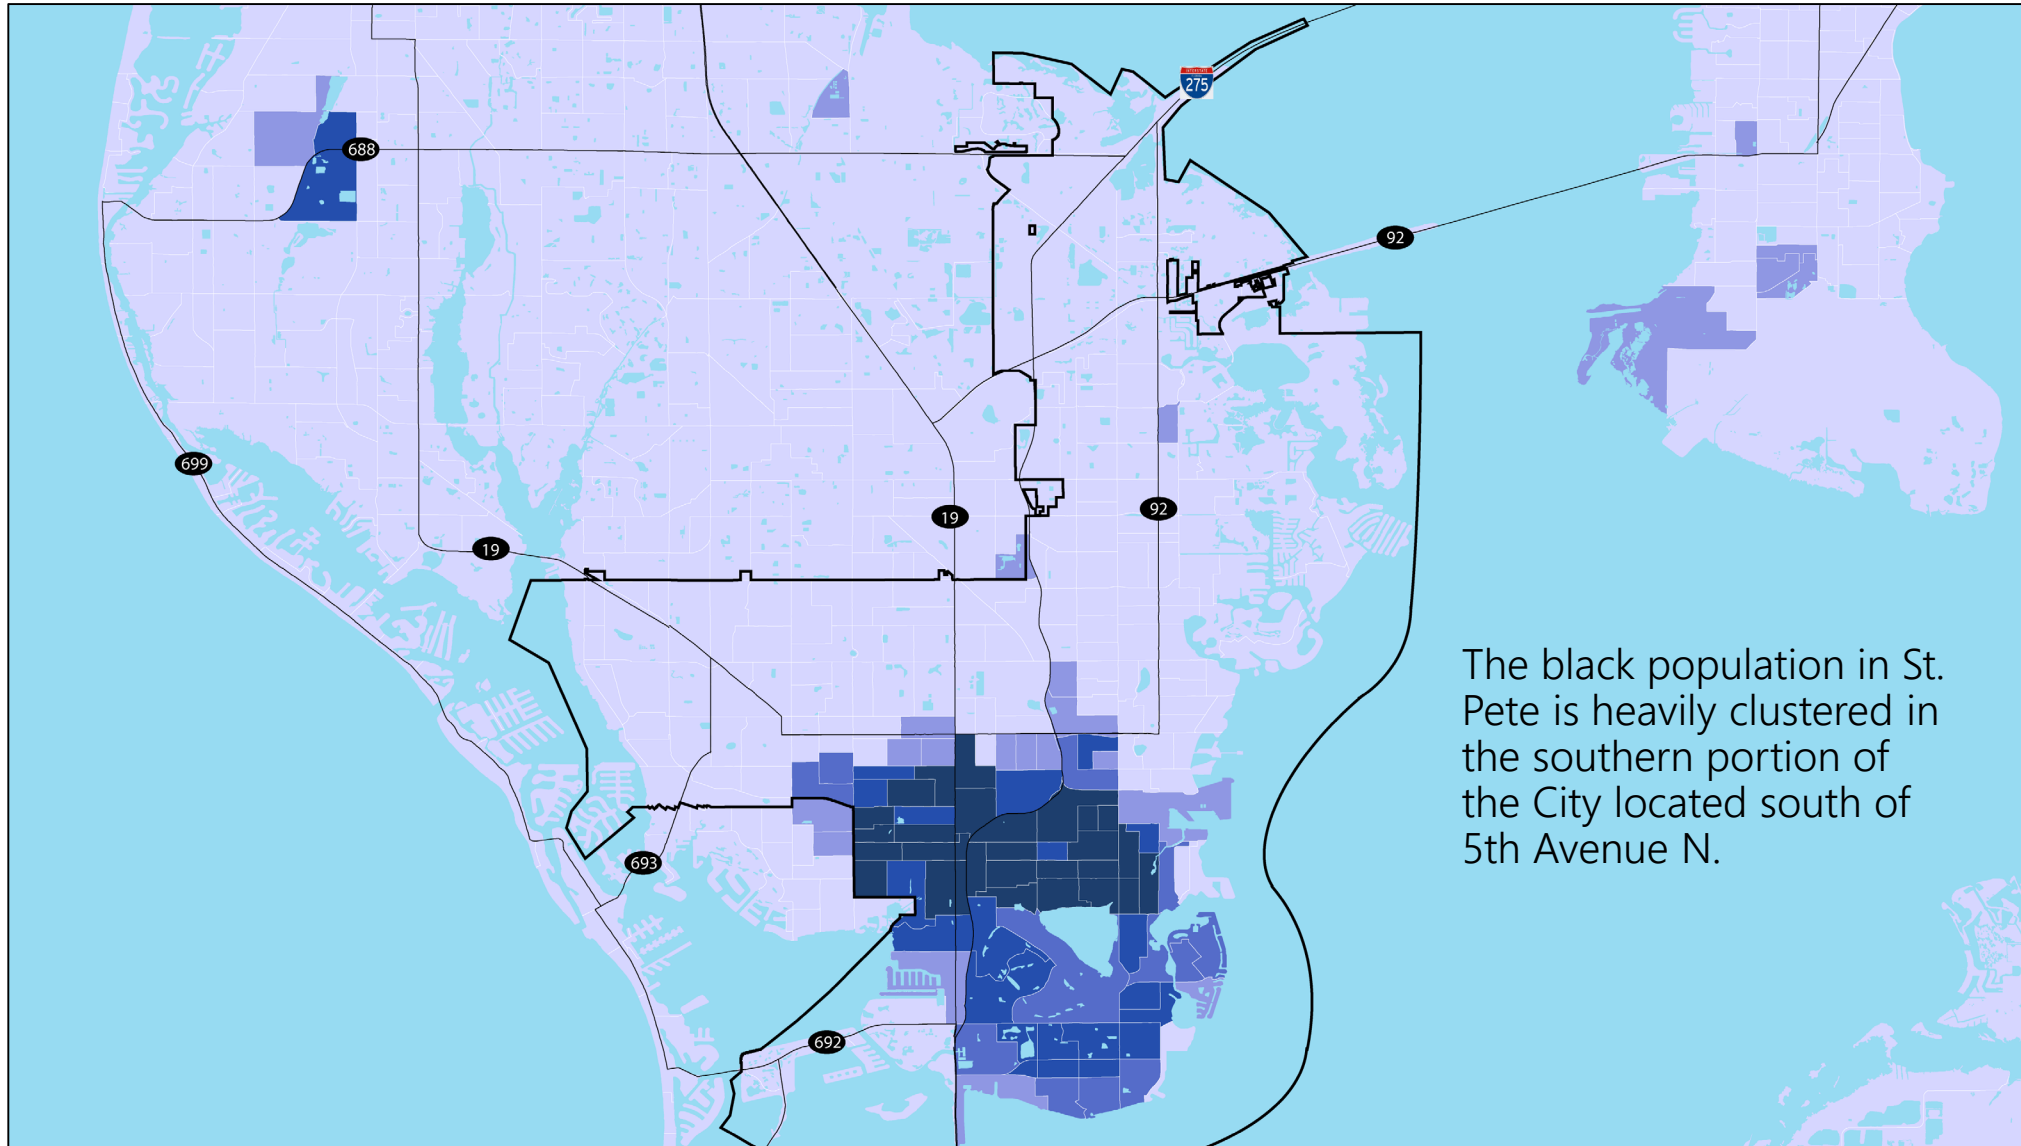 INTERSTATE
275
688
92
699
19
92
19
The black population in St.
Pete is heavily clustered in
the southern portion of
the City located south of
5th Avenue N.
693
692